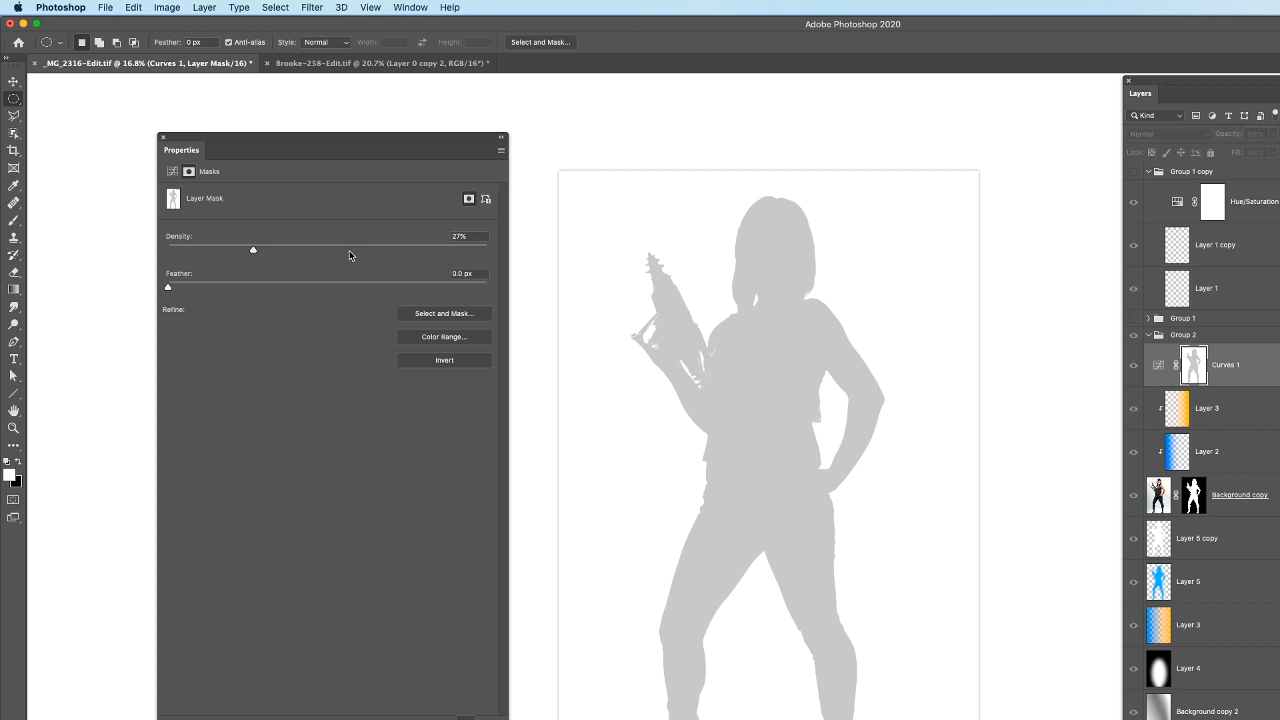 Photoshop File Edit Image Layer Type Select Filter 3D View Window Help
Adobe Photoshop 2020
Feather: 0 px Anti-alias Style: Normal Width: Height: Select and Mask...
_MG_2316-Edit.tif @ 16.8% (Curves 1, Layer Mask/16) * Brooke-258-Edit.tif @ 20.7% (Layer 0 copy 2, RGB/16*) *
Properties
Masks
Layer Mask
Density: 27%
Feather: 0.0 px
Refine: Select and Mask...
Color Range...
Invert
Layers
Kind
Normal Opacity: 100%
Lock: Fill: 100%
Group 1 copy
Hue/Saturation
Layer 1 copy
Layer 1
Group 1
Group 2
Curves 1
Layer 3
Layer 2
Background copy
Layer 5 copy
Layer 5
Layer 3
Layer 4
Background copy 2